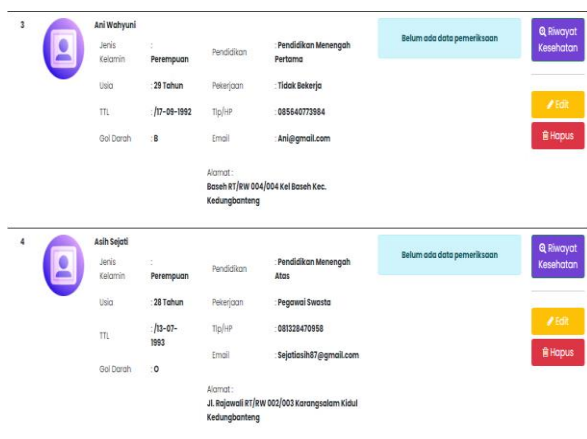 3
Ani Wahyuni
Jenis Kelamin : Perempuan
Pendidikan : Pendidikan Menengah Pertama
Usia : 29 Tahun
Pekerjaan : Tidak Bekerja
TTL : /17-09-1992
Tlp/HP : 085640773984
Gol Darah : B
Email : Ani@gmail.com
Alamat :
Baseh RT/RW 004/004 Kel Baseh Kec.
Kedungbanteng
Belum ada data pemeriksaan
Riwayat
Kesehatan
Edit
Hapus
4
Asih Sejati
Jenis Kelamin : Perempuan
Pendidikan : Pendidikan Menengah Atas
Usia : 28 Tahun
Pekerjaan : Pegawai Swasta
TTL : /13-07-1993
Tlp/HP : 081328470958
Gol Darah : O
Email : Sejatiasih87@gmail.com
Alamat :
Jl. Rajawali RT/RW 002/003 Karangsalam Kidul
Kedungbanteng
Belum ada data pemeriksaan
Riwayat
Kesehatan
Edit
Hapus